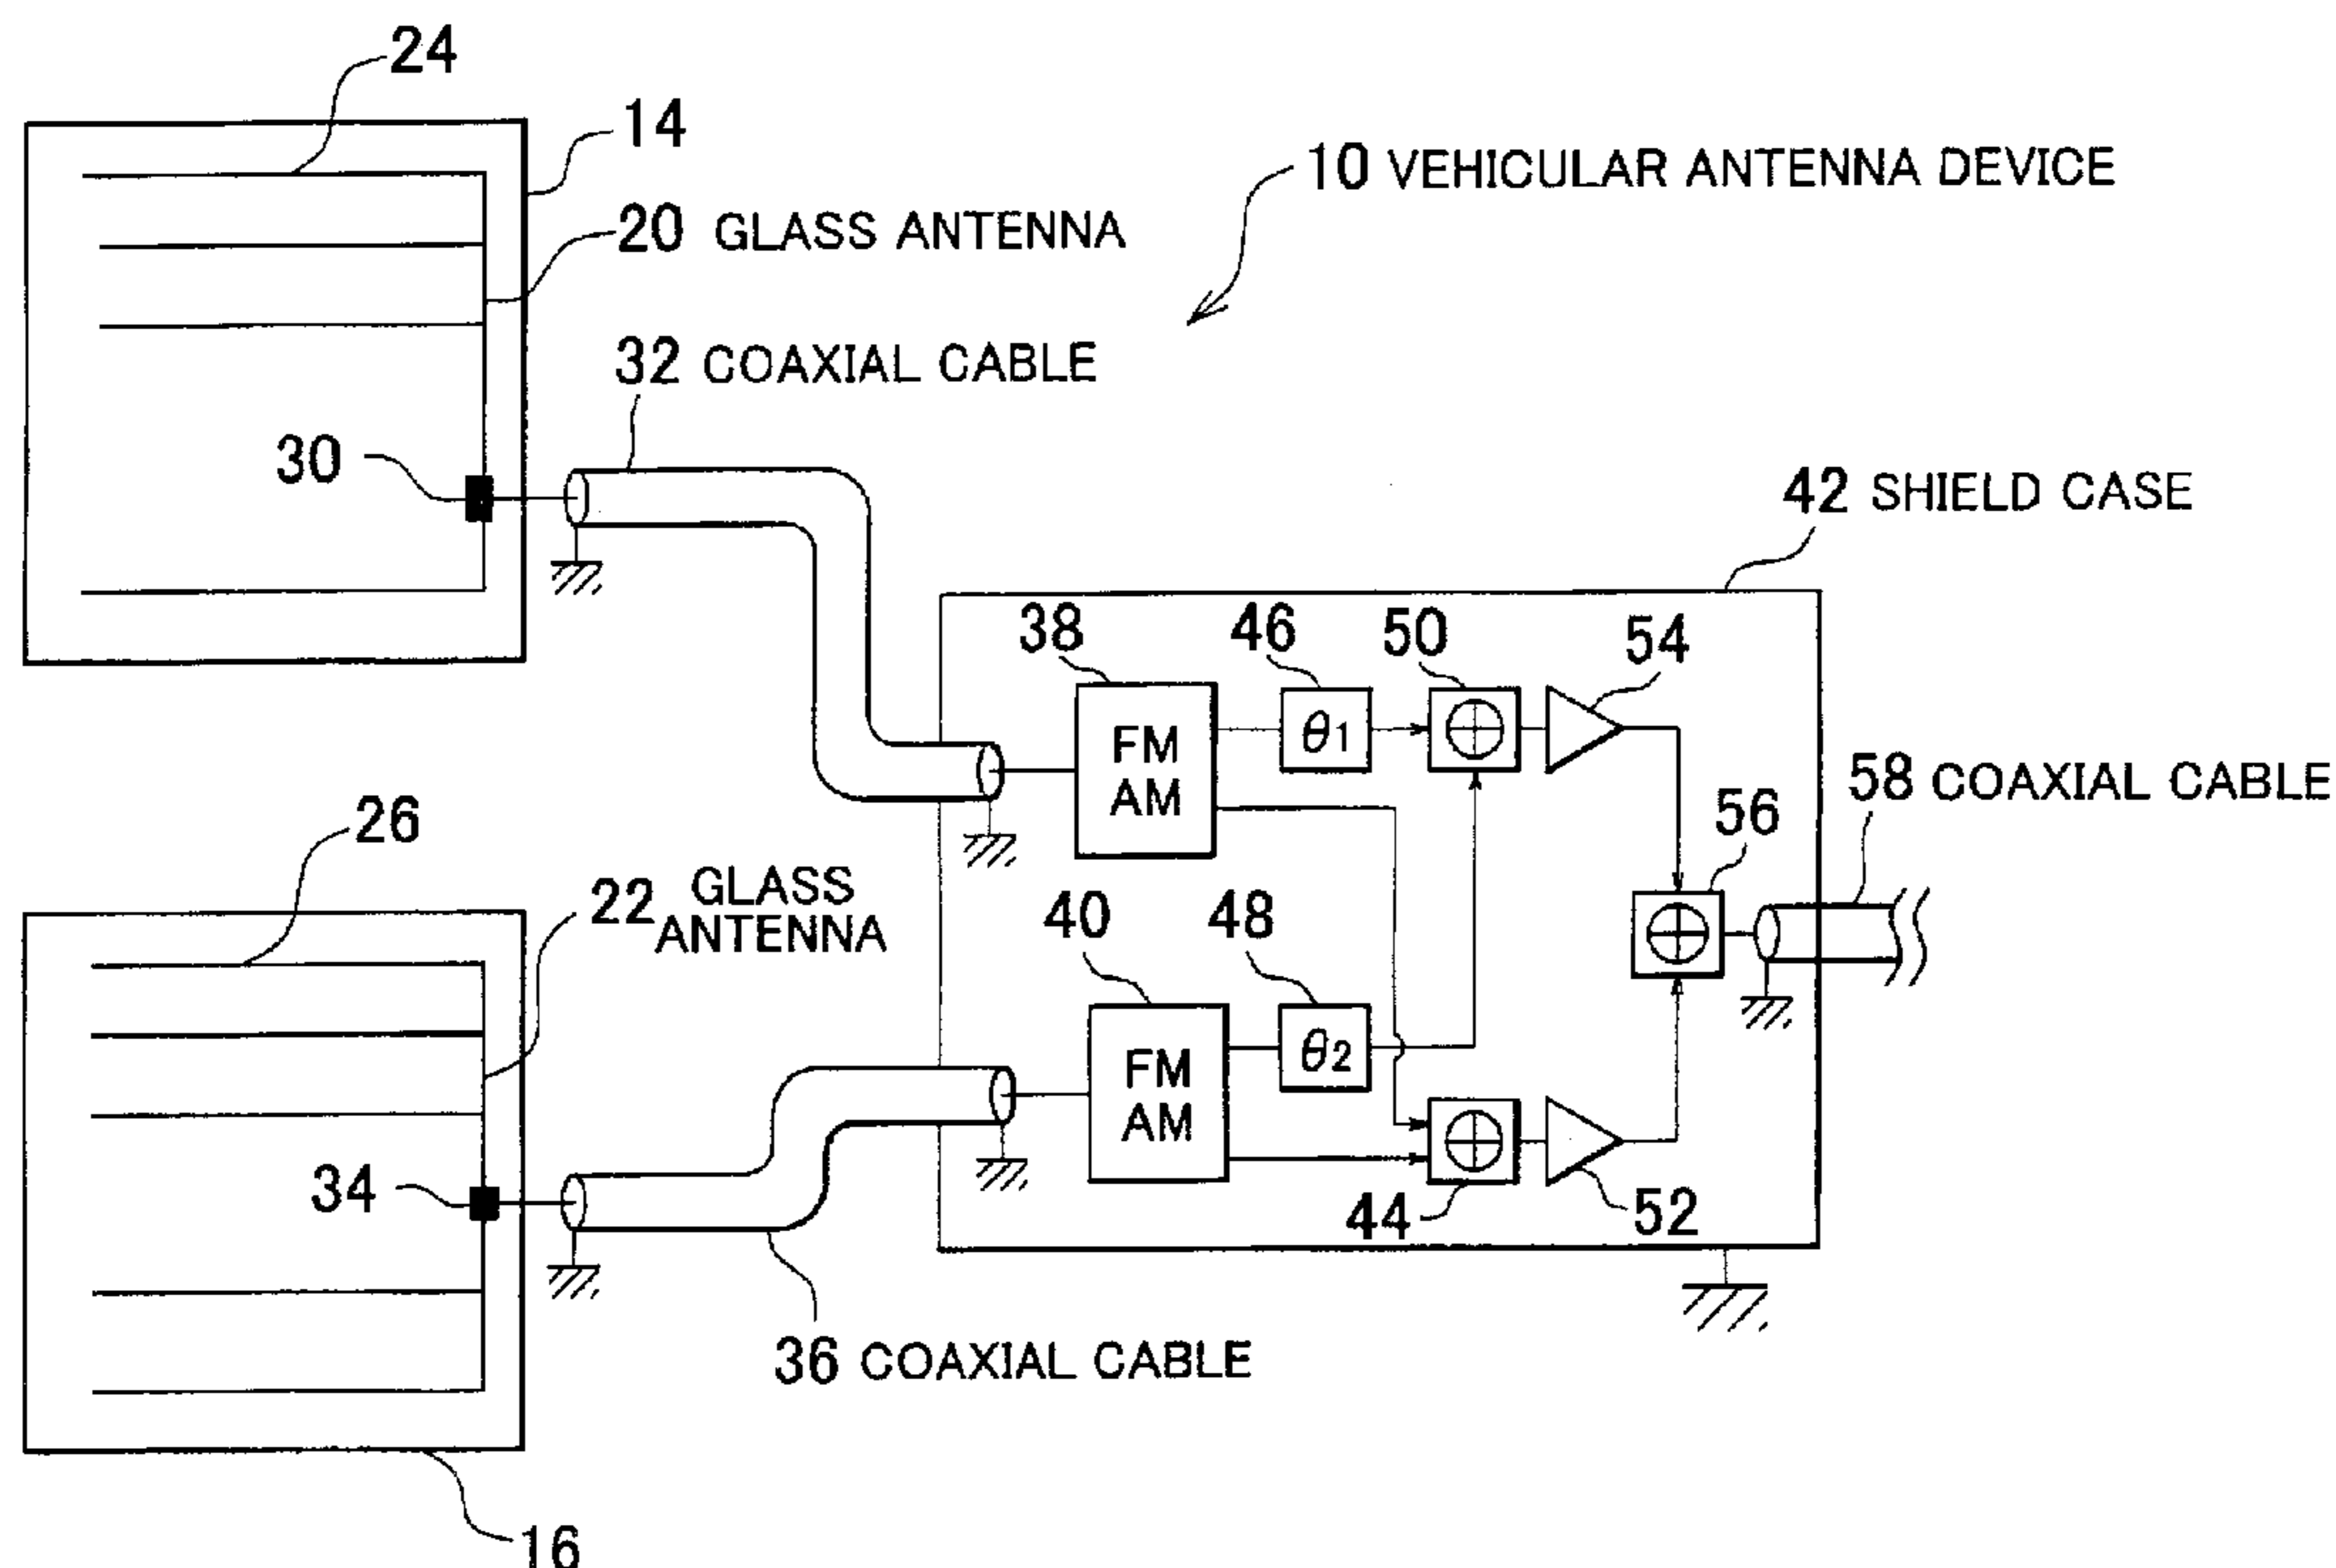 24
14
10 VEHICULAR ANTENNA DEVICE
20 GLASS ANTENNA
32 COAXIAL CABLE
30
42 SHIELD CASE
38
46
50
54
FM
AM
θ1
58 COAXIAL CABLE
56
26
22 GLASS
ANTENNA
40
48
FM
AM
θ2
34
44
52
36 COAXIAL CABLE
16